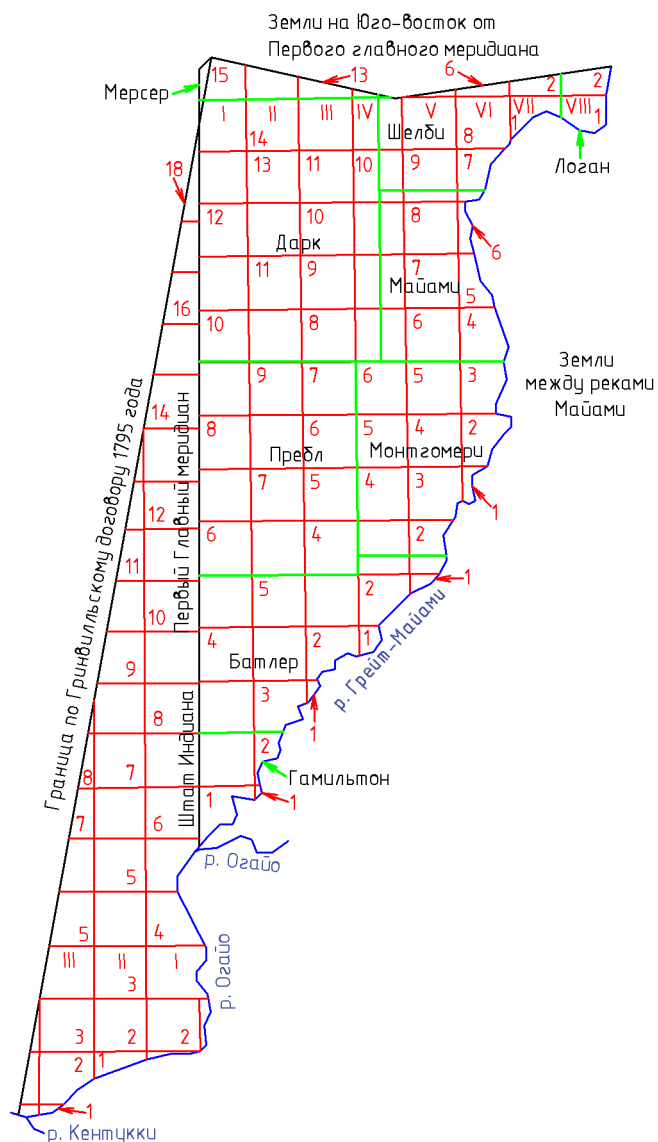 Земли на Юго-восток от
Первого главного меридиана
15
13
6
2
2
Мерсер
I
II
III
IV
V
VI
VII
VIII
1
14
Шелби
8
1
Логан
13
11
10
9
7
18
12
10
8
Дарк
6
11
9
7
Майами
5
16
10
8
6
4
Земли
между реками
Майами
9
7
6
5
3
14
8
6
5
4
2
Пребл
Монтгомери
7
5
4
3
1
12
6
4
2
11
5
2
1
10
4
2
1
Батлер
р. Грейт-Майами
9
3
1
8
2
Гамильтон
8
7
1
1
7
6
Граница по Гринвилльскому договору 1795 года
Первый Главный меридиан
Штат Индиана
р. Огайо
5
р. Огайо
5
4
III
II
I
3
3
2
2
2
1
1
р. Кентукки